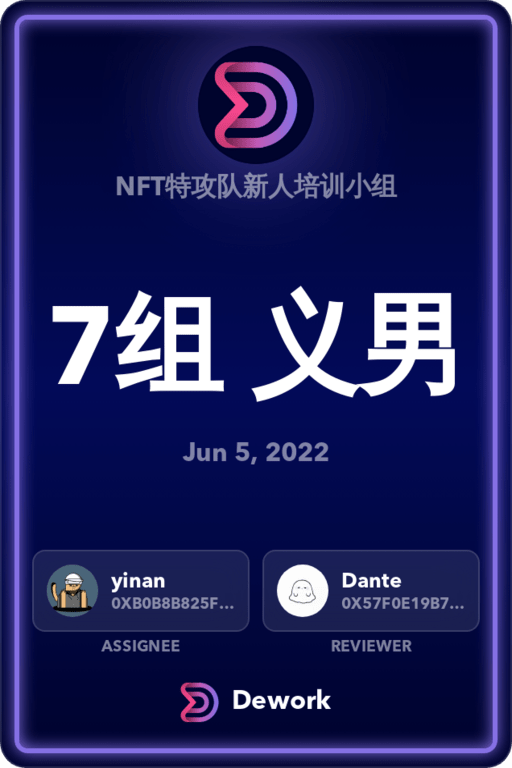 NFT特攻队新人培训小组
7组 义男
Jun 5, 2022
yinan
0XB0B8B825F...
Dante
0X57F0E19B7...
ASSIGNEE
REVIEWER
Dework